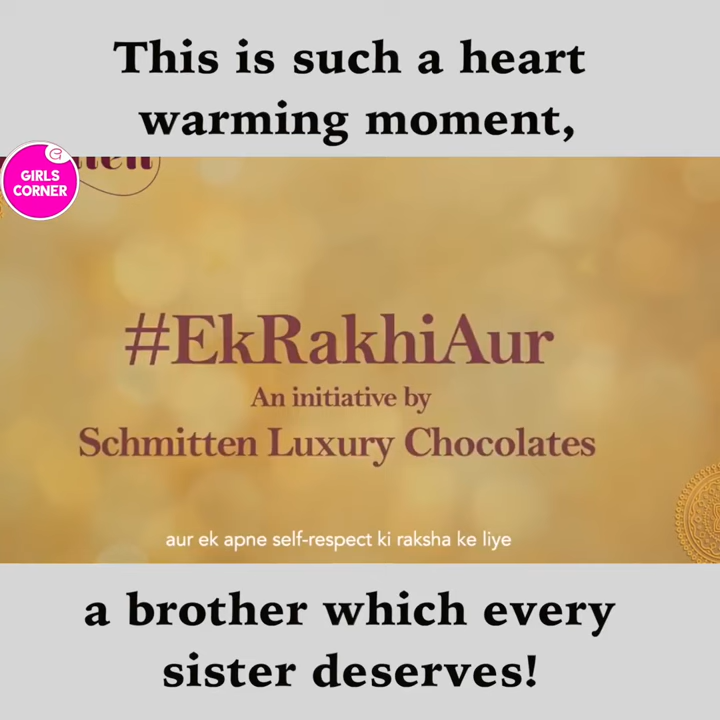 This is such a heart
warming moment,
GIRLS
CORNER
#EkRakhiAur
An initiative by
Schmitten Luxury Chocolates
aur ek apne self-respect ki raksha ke liye
a brother which every
sister deserves!